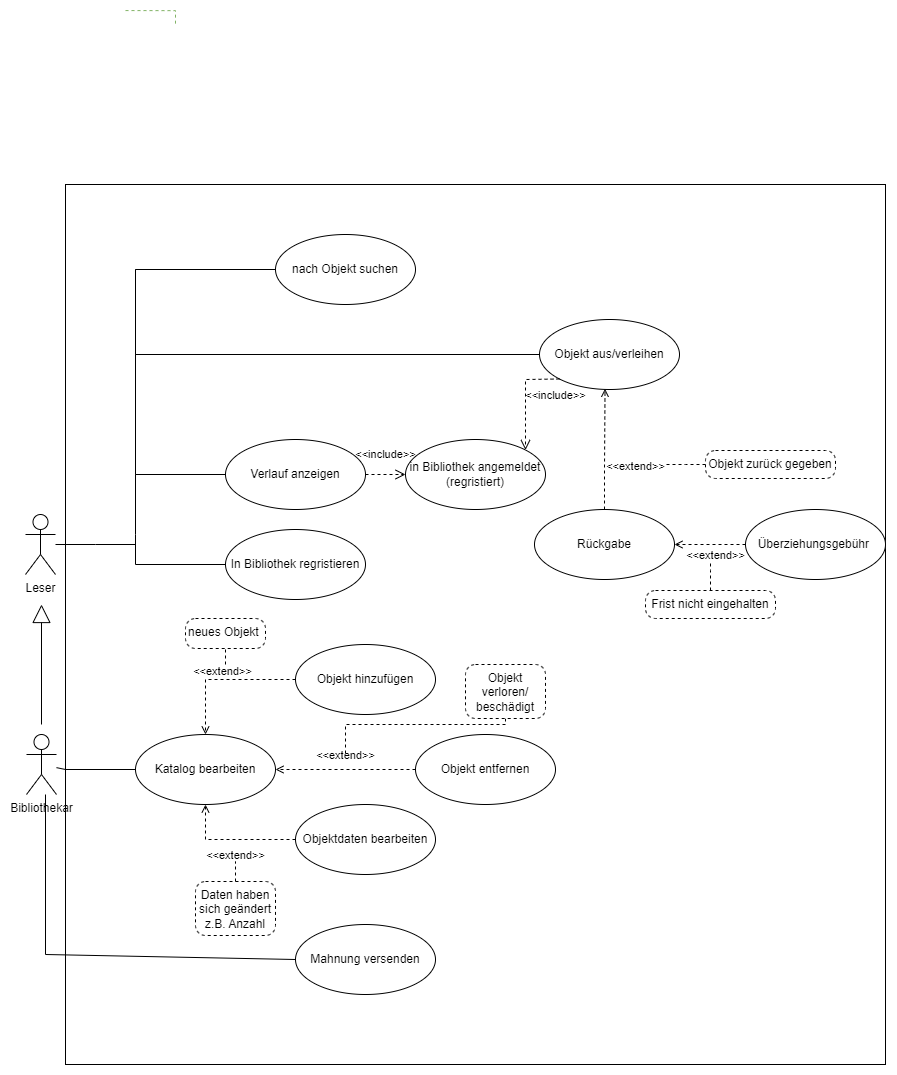 nach Objekt suchen
Objekt aus/verleihen
<<include>>
Verlauf anzeigen
<<include>>
in Bibliothek angemeldet
(regristiert)
<<extend>>
Objekt zurück gegeben
In Bibliothek regristieren
Rückgabe
<<extend>>
Überziehungsgebühr
Frist nicht eingehalten
Leser
neues Objekt
<<extend>>
Objekt hinzufügen
Objekt
verloren/
beschädigt
<<extend>>
Katalog bearbeiten
Objekt entfernen
Bibliothekar
Objektdaten bearbeiten
<<extend>>
Daten haben
sich geändert
z.B. Anzahl
Mahnung versenden